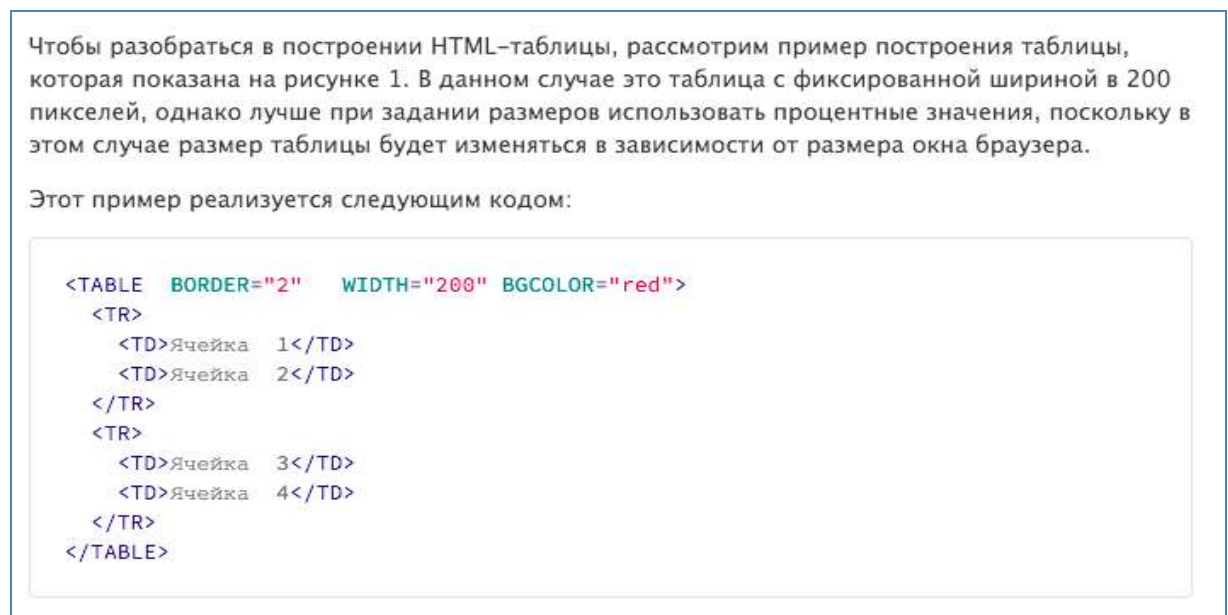 Чтобы разобраться в построении HTML-таблицы, рассмотрим пример построения таблицы,
которая показана на рисунке 1. В данном случае это таблица с фиксированной шириной в 200
пикселей, однако лучше при задании размеров использовать процентные значения, поскольку в
этом случае размер таблицы будет изменяться в зависимости от размера окна браузера.
Этот пример реализуется следующим кодом:
<TABLE  BORDER="2"   WIDTH="200" BGCOLOR="red">
  <TR>
    <TD>Ячейка  1</TD>
    <TD>Ячейка  2</TD>
  </TR>
  <TR>
    <TD>Ячейка  3</TD>
    <TD>Ячейка  4</TD>
  </TR>
</TABLE>